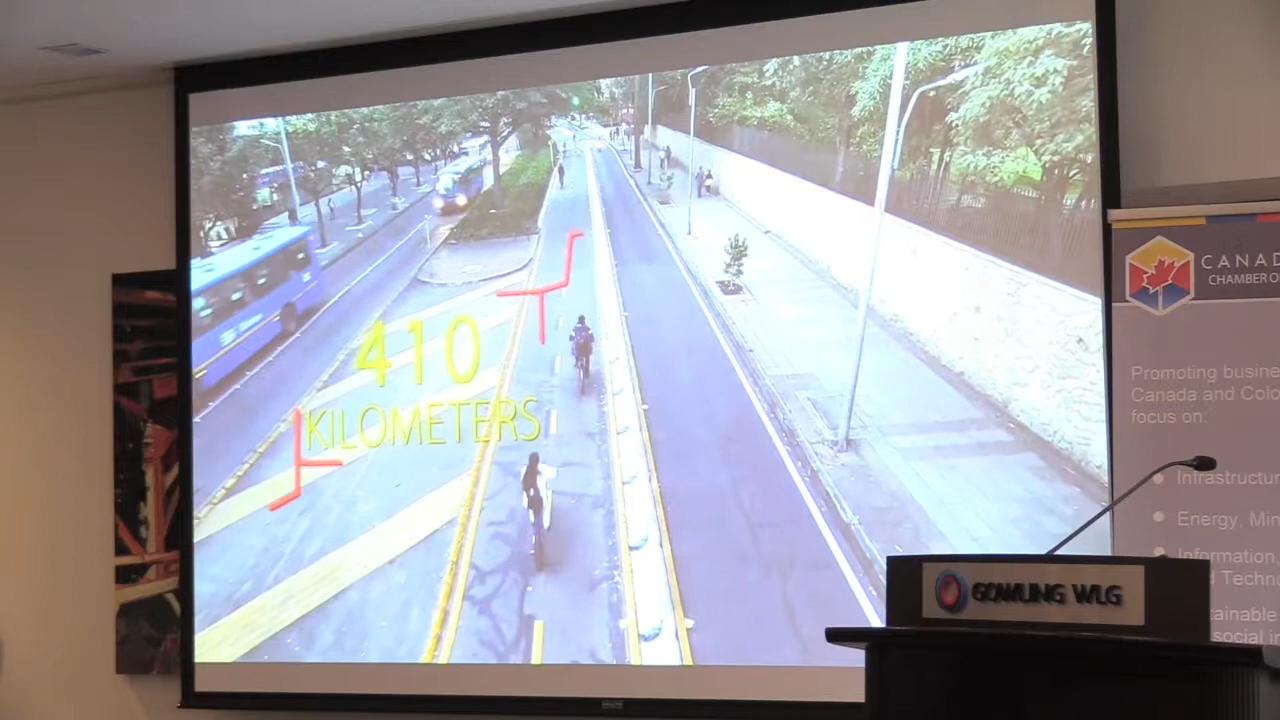 410
KILOMETERS
CANAD
CHAMBER O
Promoting busine
Canada and Colo
focus on:
Infrastructur
Energy, Min
Information,
d Techno
tainable
social in
GOWLING WLG